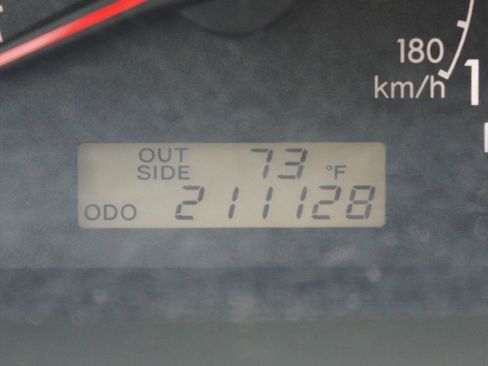 180
km/h
OUT SIDE 73 °F
ODO 211128